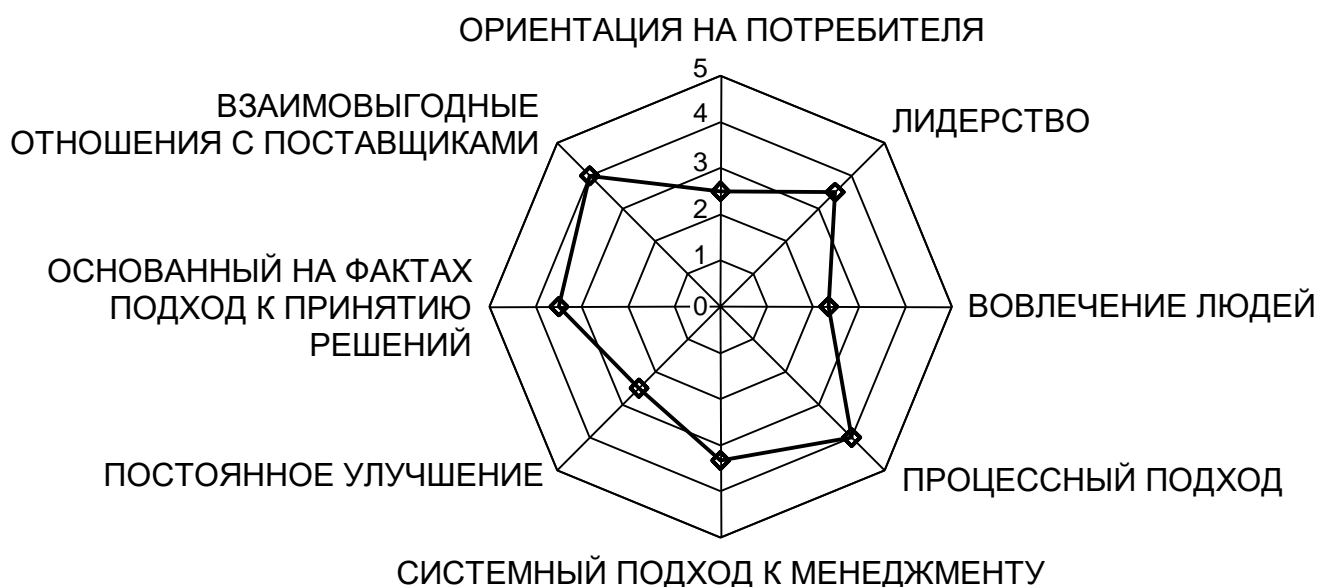 ОРИЕНТАЦИЯ НА ПОТРЕБИТЕЛЯ
ЛИДЕРСТВО
ВОВЛЕЧЕНИЕ ЛЮДЕЙ
ПРОЦЕССНЫЙ ПОДХОД
СИСТЕМНЫЙ ПОДХОД К МЕНЕДЖМЕНТУ
ПОСТОЯННОЕ УЛУЧШЕНИЕ
ОСНОВАННЫЙ НА ФАКТАХ
ПОДХОД К ПРИНЯТИЮ
РЕШЕНИЙ
ВЗАИМОВЫГОДНЫЕ
ОТНОШЕНИЯ С ПОСТАВЩИКАМИ
5
4
3
2
1
0